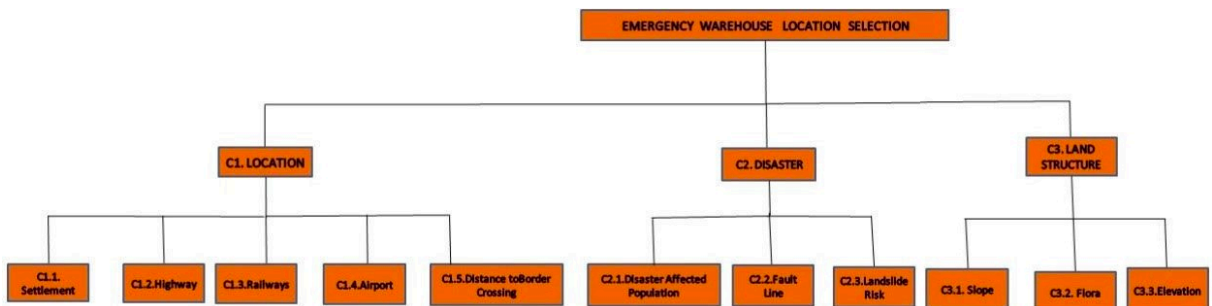 EMERGENCY WAREHOUSE LOCATION SELECTION
C1. LOCATION
C2. DISASTER
C3. LAND
STRUCTURE
C1.1.
Settlement
C1.2.Highway
C1.3.Railways
C1.4.Airport
C1.5.Distance toBorder
Crossing
C2.1.Disaster Affected
Population
C2.2.Fault
Line
C2.3.Landslide
Risk
C3.1. Slope
C3.2. Flora
C3.3.Elevation